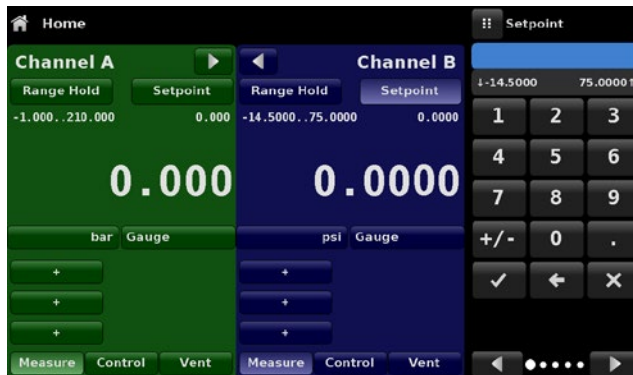 Home
Channel A
Range Hold Setpoint
-1.000..210.000 0.000
0.000
bar Gauge
+
+
+
Measure Control Vent
Channel B
Range Hold Setpoint
-14.5000..75.0000 0.0000
0.0000
psi Gauge
+
+
+
Measure Control Vent
Setpoint
↓-14.5000 75.0000↑
1 2 3
4 5 6
7 8 9
+/- 0 .